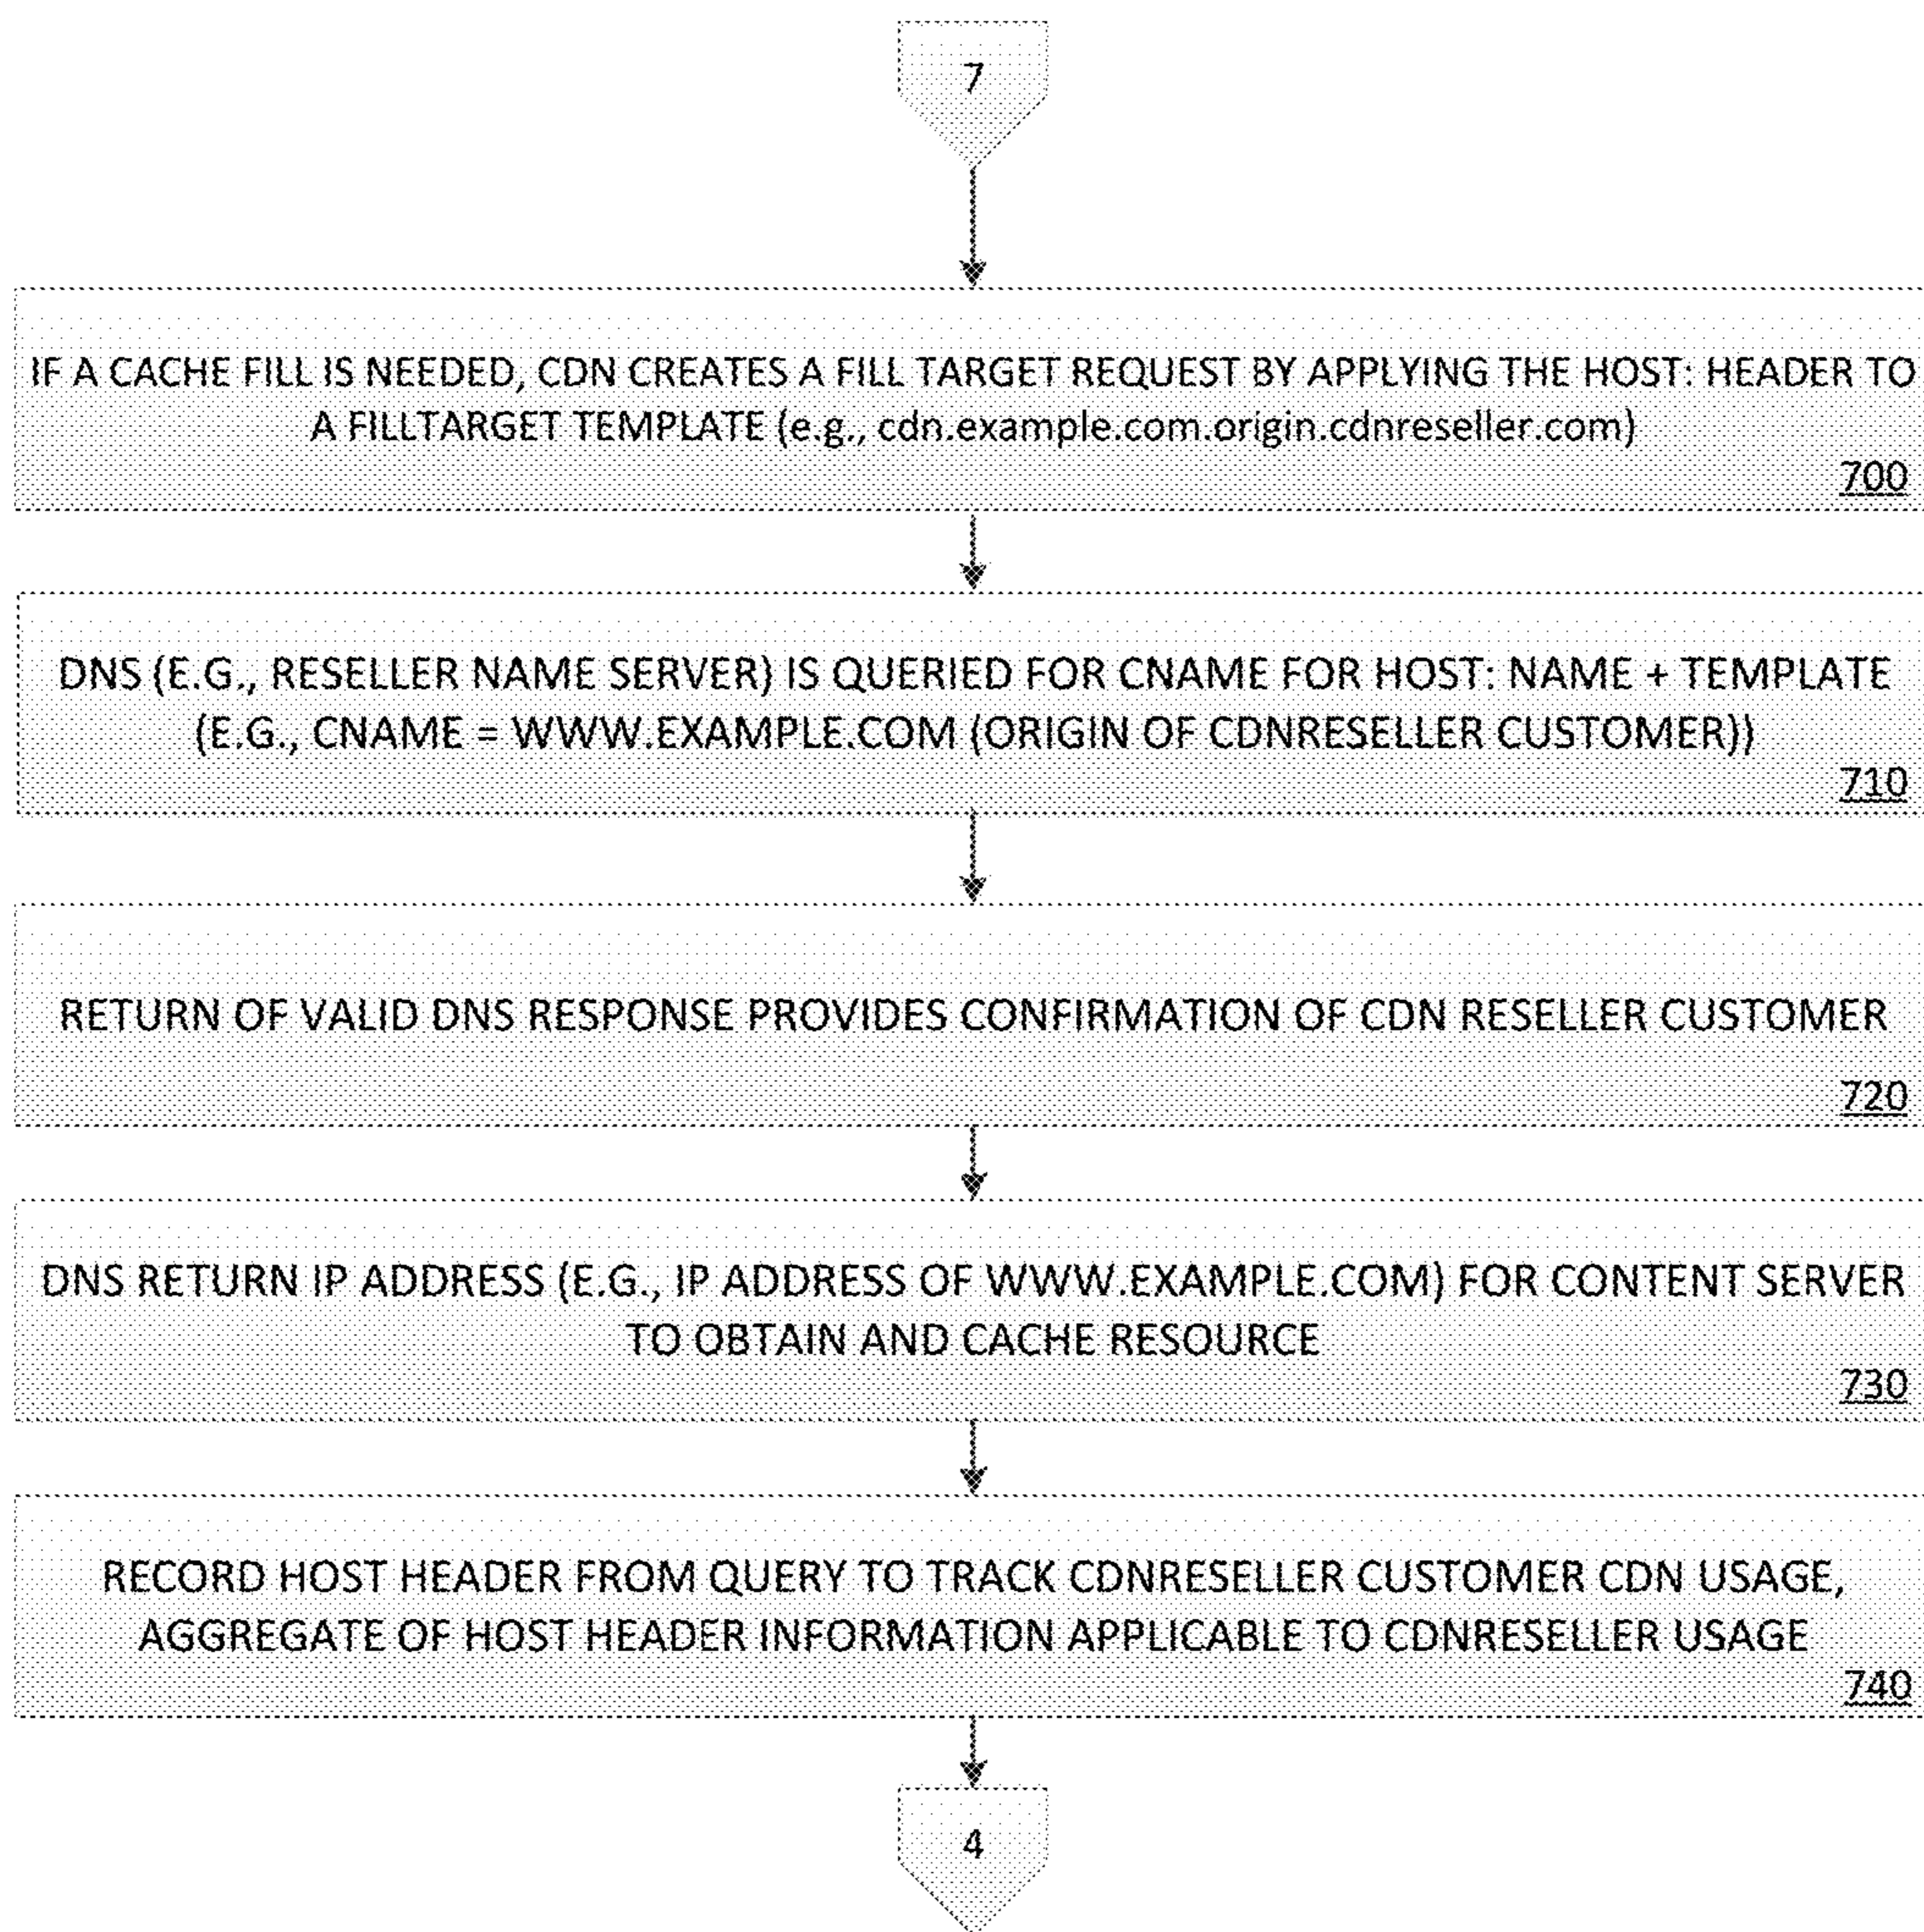 7
IF A CACHE FILL IS NEEDED, CDN CREATES A FILL TARGET REQUEST BY APPLYING THE HOST: HEADER TO
A FILLTARGET TEMPLATE (e.g., cdn.example.com.origin.cdnreseller.com)
700
DNS (E.G., RESELLER NAME SERVER) IS QUERIED FOR CNAME FOR HOST: NAME + TEMPLATE
(E.G., CNAME = WWW.EXAMPLE.COM (ORIGIN OF CDNRESELLER CUSTOMER))
710
RETURN OF VALID DNS RESPONSE PROVIDES CONFIRMATION OF CDN RESELLER CUSTOMER
720
DNS RETURN IP ADDRESS (E.G., IP ADDRESS OF WWW.EXAMPLE.COM) FOR CONTENT SERVER
TO OBTAIN AND CACHE RESOURCE
730
RECORD HOST HEADER FROM QUERY TO TRACK CDNRESELLER CUSTOMER CDN USAGE,
AGGREGATE OF HOST HEADER INFORMATION APPLICABLE TO CDNRESELLER USAGE
740
4